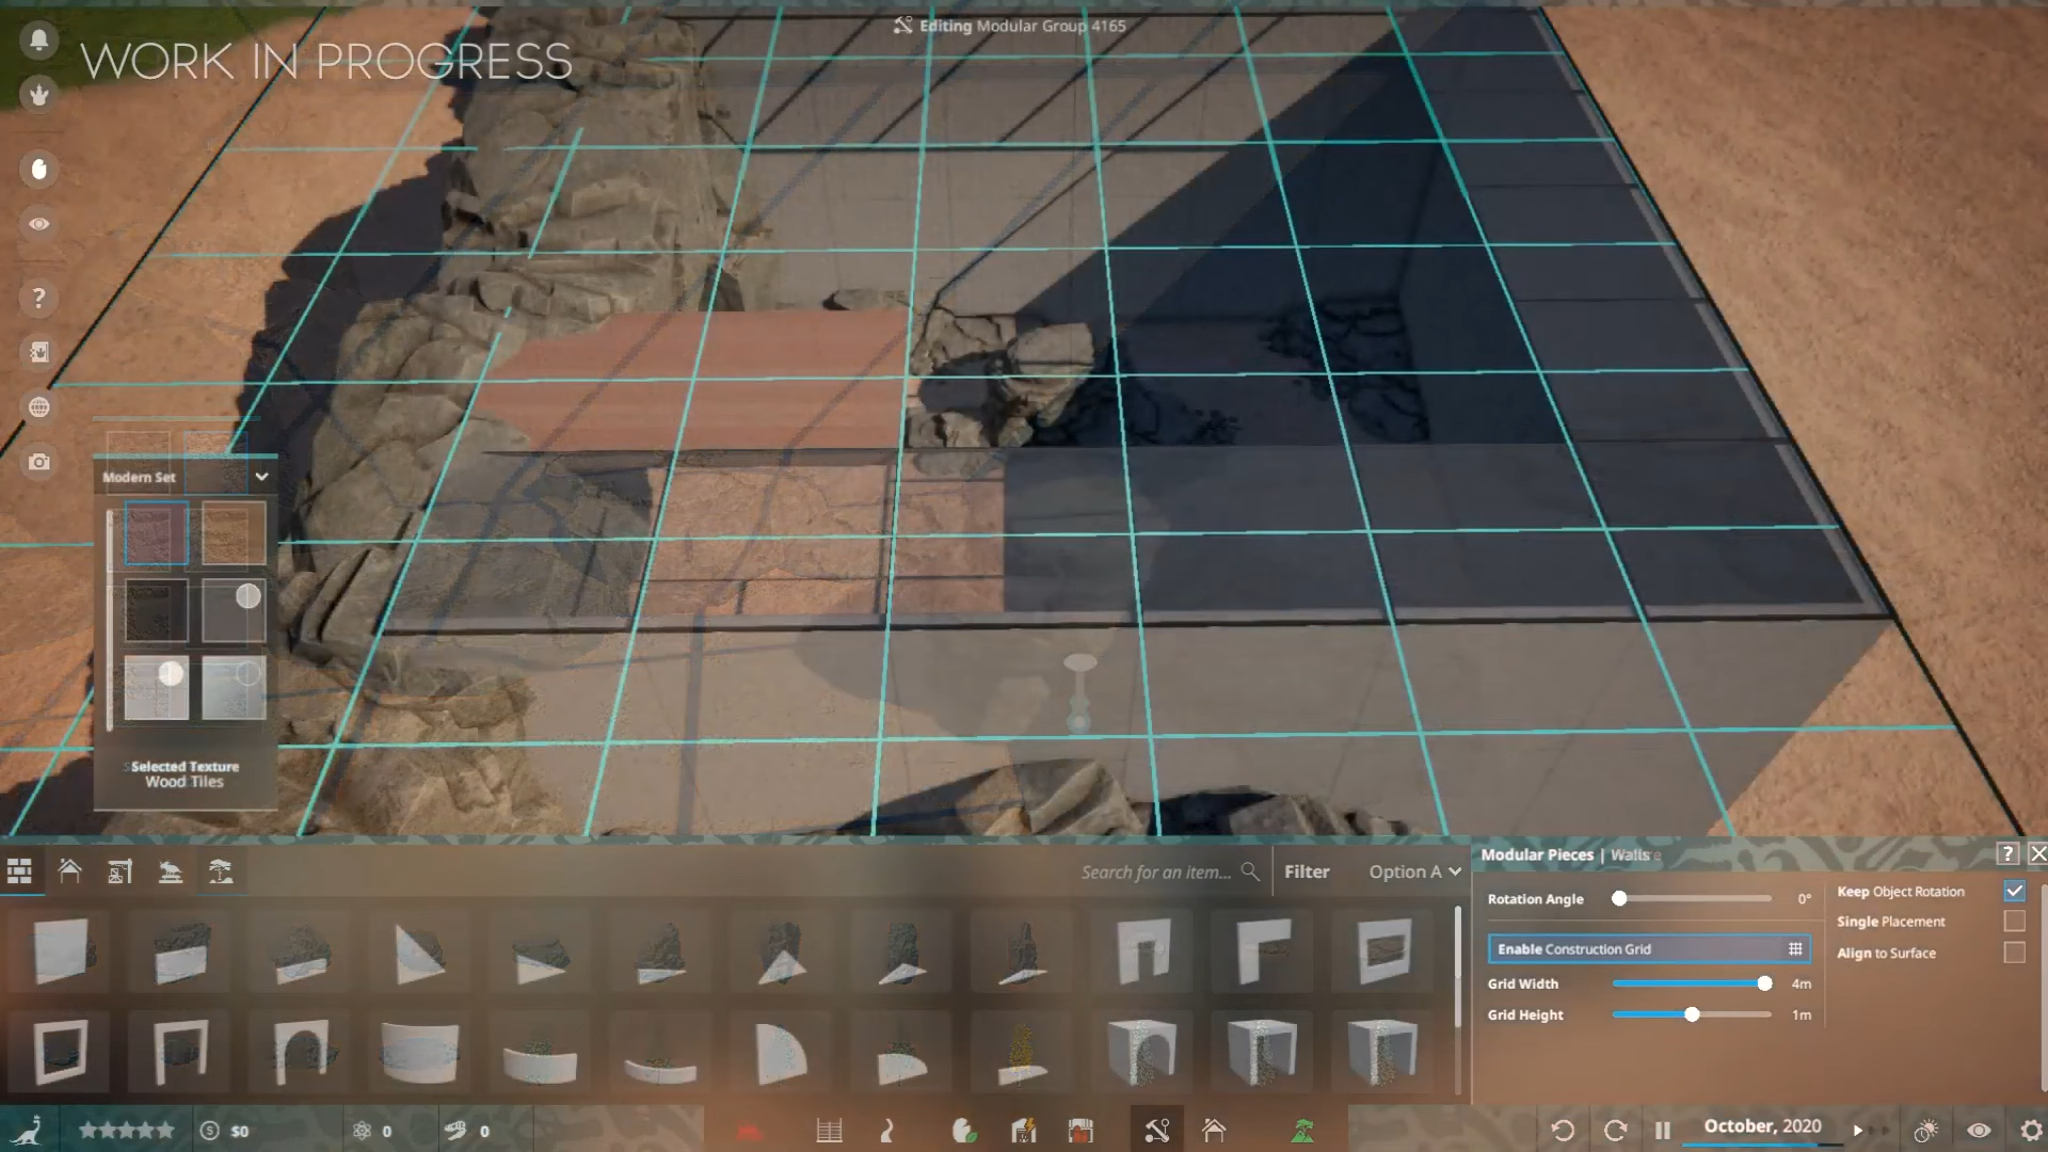 Editing Modular Group 4165
WORK IN PROGRESS
?
Modern Set
Selected Texture
Wood Tiles
Search for an item...
Filter
Option A
Modular Pieces | Walls
?
Rotation Angle
0°
Keep Object Rotation
Single Placement
Enable Construction Grid
Align to Surface
Grid Width
4m
Grid Height
1m
$0
0
0
October, 2020